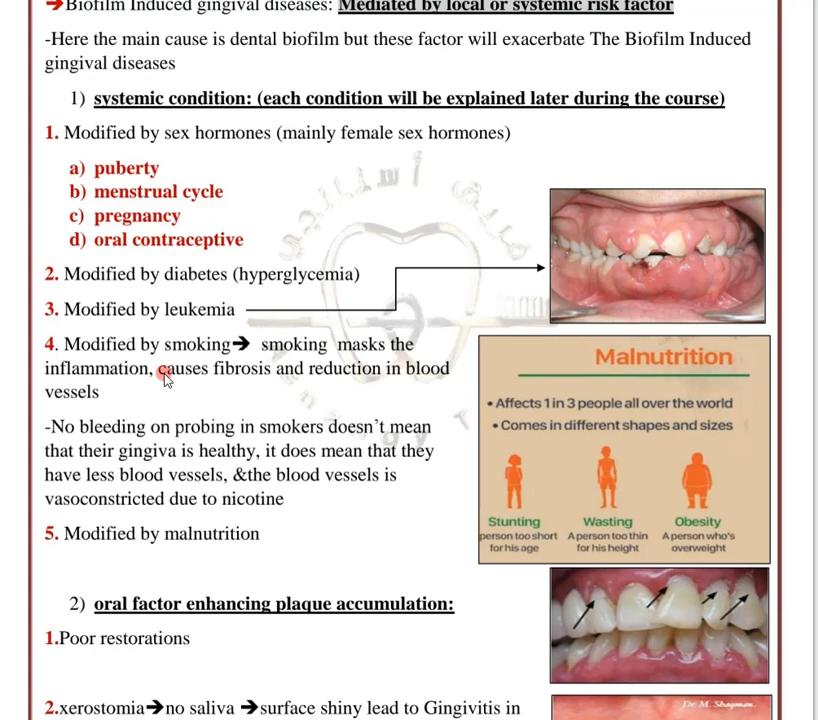 ➔Biofilm Induced gingival diseases: Mediated by local or systemic risk factor
-Here the main cause is dental biofilm but these factor will exacerbate The Biofilm Induced
gingival diseases
1) systemic condition: (each condition will be explained later during the course)
1. Modified by sex hormones (mainly female sex hormones)
a) puberty
b) menstrual cycle
c) pregnancy
d) oral contraceptive
2. Modified by diabetes (hyperglycemia)
3. Modified by leukemia
4. Modified by smoking➔ smoking masks the
inflammation, causes fibrosis and reduction in blood
vessels
-No bleeding on probing in smokers doesn’t mean
that their gingiva is healthy, it does mean that they
have less blood vessels, &the blood vessels is
vasoconstricted due to nicotine
5. Modified by malnutrition
Malnutrition
• Affects 1 in 3 people all over the world
• Comes in different shapes and sizes
Stunting Wasting Obesity
person too short A person too thin A person who's
for his age for his height overweight
2) oral factor enhancing plaque accumulation:
1.Poor restorations
2.xerostomia➔no saliva ➔surface shiny lead to Gingivitis in
Dr. M. Shapman